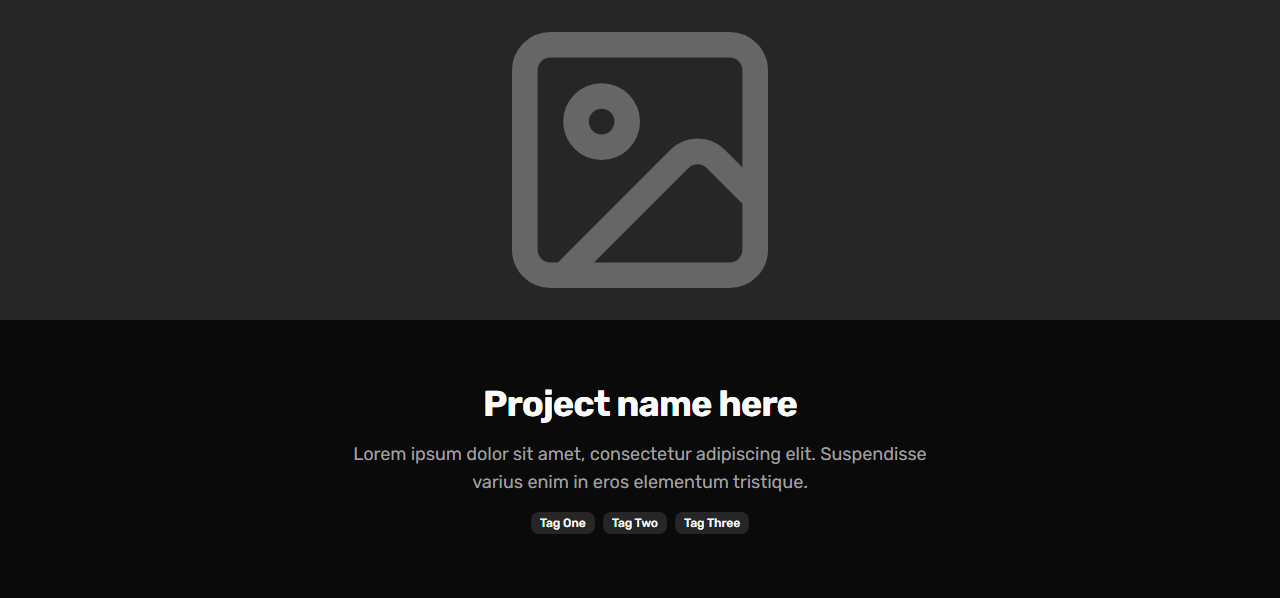 Project name here
Lorem ipsum dolor sit amet, consectetur adipiscing elit. Suspendisse
varius enim in eros elementum tristique.
Tag One Tag Two Tag Three